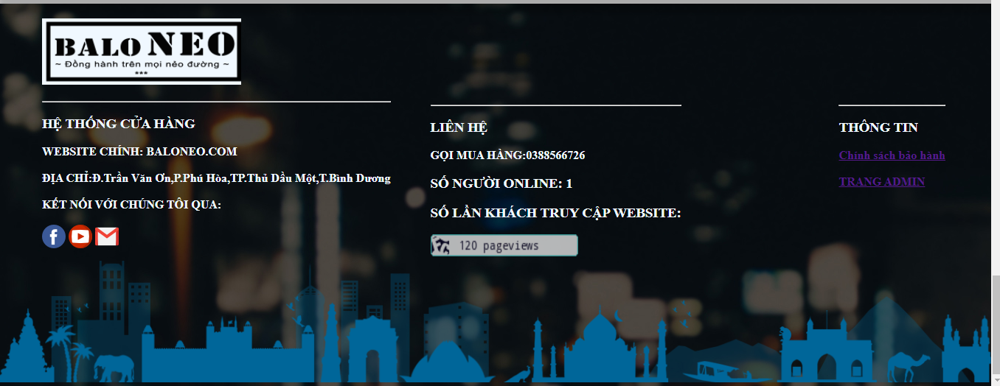 BALO NEO
~ Đồng hành trên mọi nẻo đường ~
***
HỆ THỐNG CỬA HÀNG
WEBSITE CHÍNH: BALONEO.COM
ĐỊA CHỈ:Đ.Trần Văn Ơn,P.Phú Hòa,TP.Thủ Dầu Một,T.Bình Dương
KẾT NỐI VỚI CHÚNG TÔI QUA:
LIÊN HỆ
GỌI MUA HÀNG:0388566726
SỐ NGƯỜI ONLINE: 1
SỐ LẦN KHÁCH TRUY CẬP WEBSITE:
120 pageviews
THÔNG TIN
Chính sách bảo hành
TRANG ADMIN